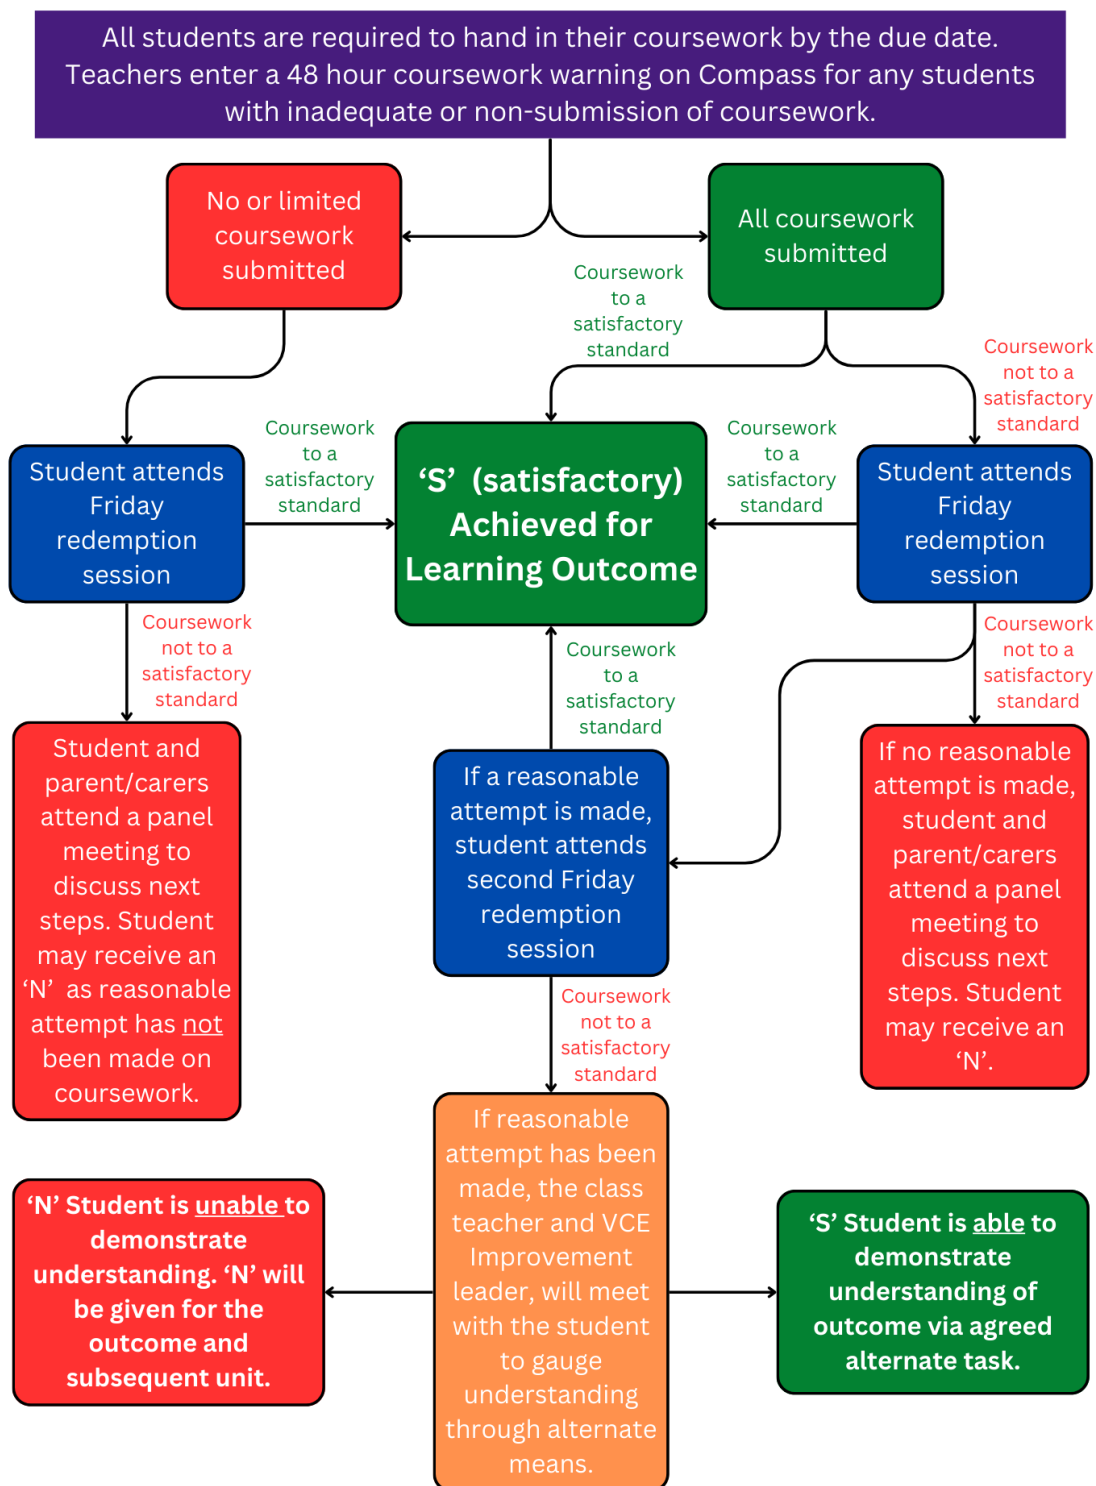 All students are required to hand in their coursework by the due date.
Teachers enter a 48 hour coursework warning on Compass for any students
with inadequate or non-submission of coursework.
No or limited
coursework
submitted
All coursework
submitted
Coursework
to a
satisfactory
standard
Coursework
not to a
satisfactory
standard
Student attends
Friday
redemption
session
Coursework
to a
satisfactory
standard
‘S’ (satisfactory)
Achieved for
Learning Outcome
Coursework
to a
satisfactory
standard
Student attends
Friday
redemption
session
Coursework
not to a
satisfactory
standard
Coursework
to a
satisfactory
standard
Coursework
not to a
satisfactory
standard
Student and
parent/carers
attend a panel
meeting to
discuss next
steps. Student
may receive an
‘N’ as reasonable
attempt has not
been made on
coursework.
If a reasonable
attempt is made,
student attends
second Friday
redemption
session
If no reasonable
attempt is made,
student and
parent/carers
attend a panel
meeting to
discuss next
steps. Student
may receive an
‘N’.
Coursework
not to a
satisfactory
standard
If reasonable
attempt has been
made, the class
teacher and VCE
Improvement
leader, will meet
with the student
to gauge
understanding
through alternate
means.
‘N’ Student is unable to
demonstrate
understanding. ‘N’ will
be given for the
outcome and
subsequent unit.
‘S’ Student is able to
demonstrate
understanding of
outcome via agreed
alternate task.